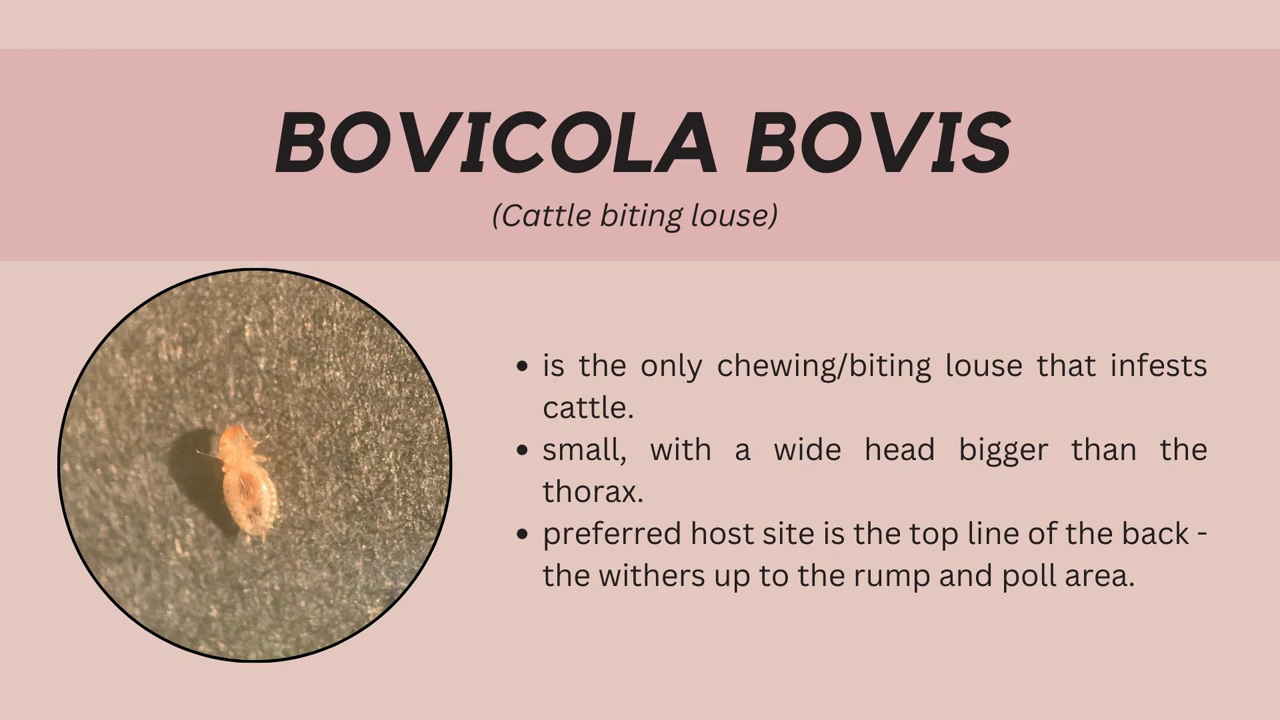 BOVICOLA BOVIS
(Cattle biting louse)
• is the only chewing/biting louse that infests
cattle.
• small, with a wide head bigger than the
thorax.
• preferred host site is the top line of the back -
the withers up to the rump and poll area.